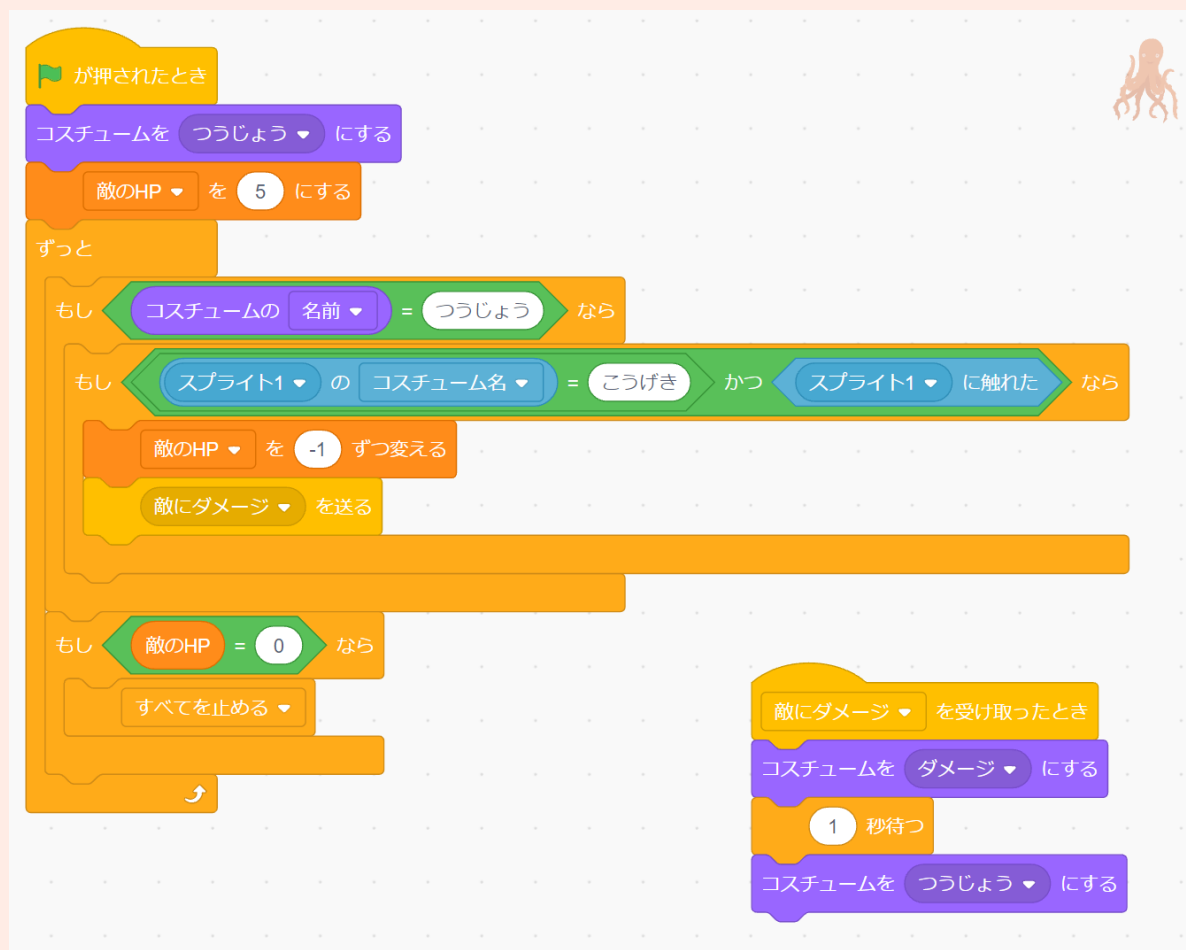 が押されたとき
コスチュームを つうじょう にする
敵のHP を 5 にする
ずっと
もし コスチュームの 名前 = つうじょう なら
もし スプライト1 の コスチューム名 = こうげき かつ スプライト1 に触れた なら
敵のHP を -1 ずつ変える
敵にダメージ を送る
もし 敵のHP = 0 なら
すべてを止める
敵にダメージ を受け取ったとき
コスチュームを ダメージ にする
1 秒待つ
コスチュームを つうじょう にする